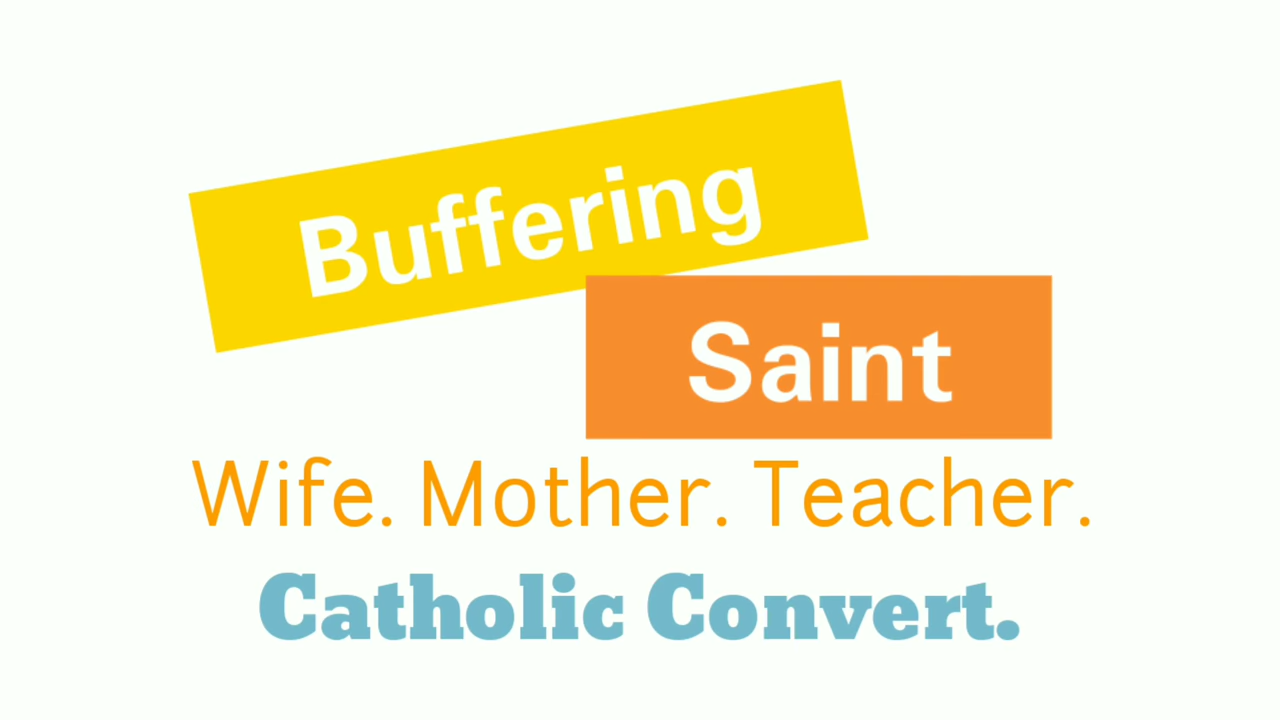 Buffering
Saint
Wife. Mother. Teacher.
Catholic Convert.